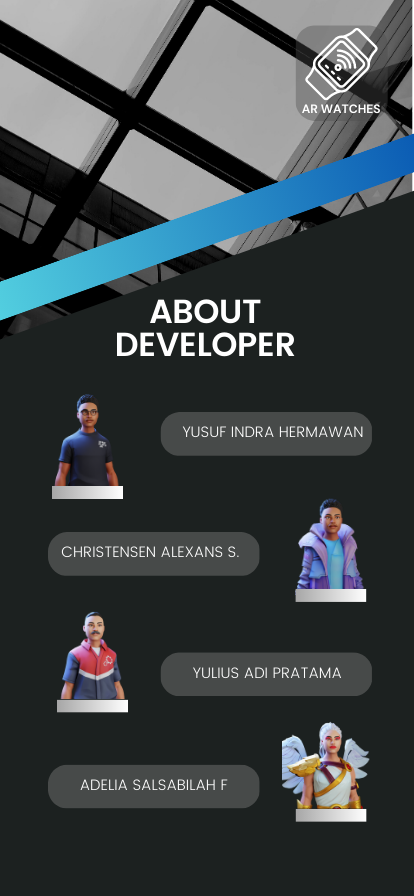 AR WATCHES
ABOUT
DEVELOPER
YUSUF INDRA HERMAWAN
CHRISTENSEN ALEXANS S.
YULIUS ADI PRATAMA
ADELIA SALSABILAH F